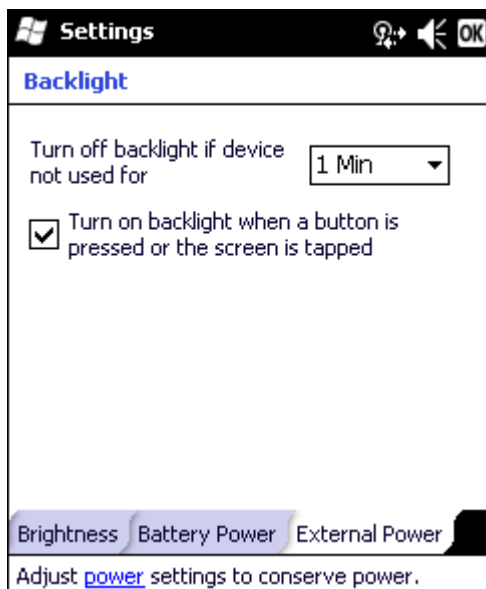 Settings
OK
Backlight
Turn off backlight if device
not used for
1 Min
Turn on backlight when a button is
pressed or the screen is tapped
Brightness
Battery Power
External Power
Adjust power settings to conserve power.